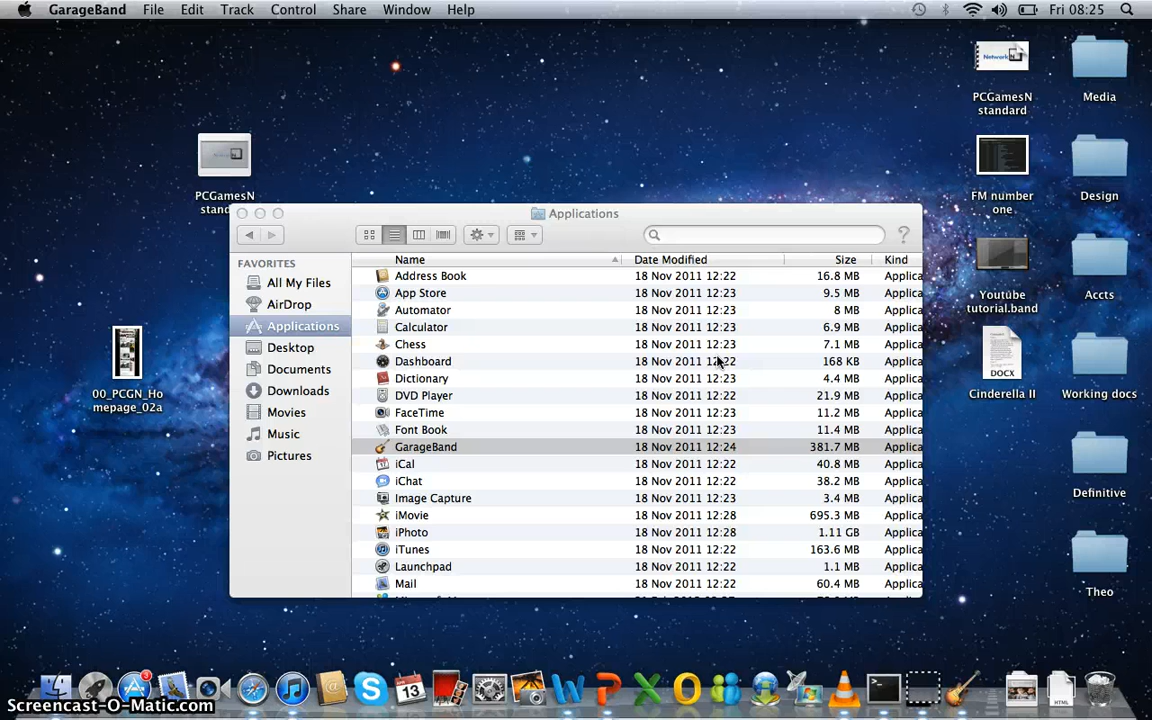 GarageBand File Edit Track Control Share Window Help Fri 08:25
PCGamesN
standard
Media
PCGamesN
FM number
one
Design
Applications
FAVORITES
All My Files
AirDrop
Applications
Desktop
Documents
Downloads
Movies
Music
Pictures
Name Date Modified Size Kind
Address Book 18 Nov 2011 12:22 16.8 MB Applica
App Store 18 Nov 2011 12:23 9.5 MB Applica
Automator 18 Nov 2011 12:23 8 MB Applica
Calculator 18 Nov 2011 12:23 6.9 MB Applica
Chess 18 Nov 2011 12:23 7.1 MB Applica
Dashboard 18 Nov 2011 12:22 168 KB Applica
Dictionary 18 Nov 2011 12:23 4.4 MB Applica
DVD Player 18 Nov 2011 12:22 21.9 MB Applica
FaceTime 18 Nov 2011 12:23 11.2 MB Applica
Font Book 18 Nov 2011 12:23 11.4 MB Applica
GarageBand 18 Nov 2011 12:24 381.7 MB Applica
iCal 18 Nov 2011 12:22 40.8 MB Applica
iChat 18 Nov 2011 12:22 38.2 MB Applica
Image Capture 18 Nov 2011 12:23 3.4 MB Applica
iMovie 18 Nov 2011 12:28 695.3 MB Applica
iPhoto 18 Nov 2011 12:28 1.11 GB Applica
iTunes 18 Nov 2011 12:22 163.6 MB Applica
Launchpad 18 Nov 2011 12:22 1.1 MB Applica
Mail 18 Nov 2011 12:22 60.4 MB Applica
Youtube
tutorial.band
Accts
DOCX
Cinderella II
Working docs
00_PCGN_Ho
mepage_02a
Definitive
Theo
3
13
HTML
Screencast-O-Matic.com